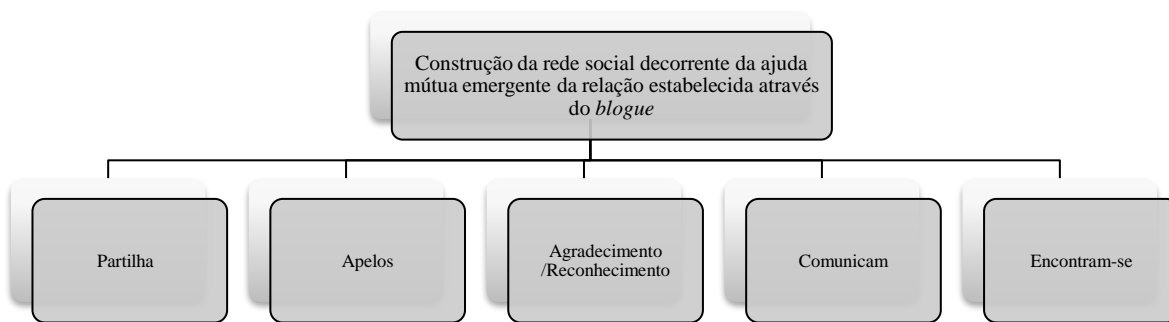 Construção da rede social decorrente da ajuda
mútua emergente da relação estabelecida através
do blogue
Partilha
Apelos
Agradecimento
/Reconhecimento
Comunicam
Encontram-se